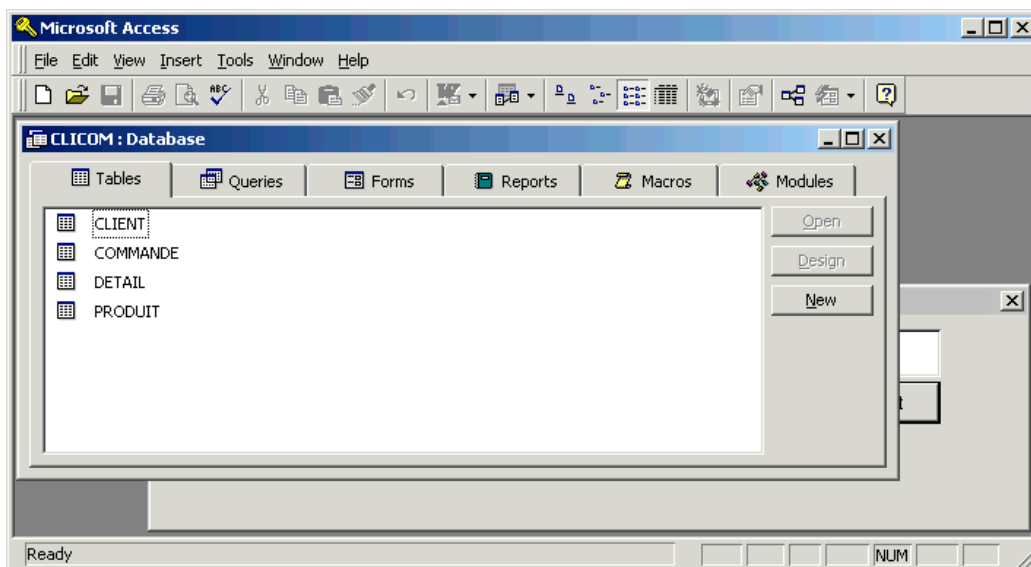 Microsoft Access
File Edit View Insert Tools Window Help
ABC
CLICOM : Database
Tables Queries Forms Reports Macros Modules
CLIENT
COMMANDE
DETAIL
PRODUIT
Open
Design
New
Ready NUM